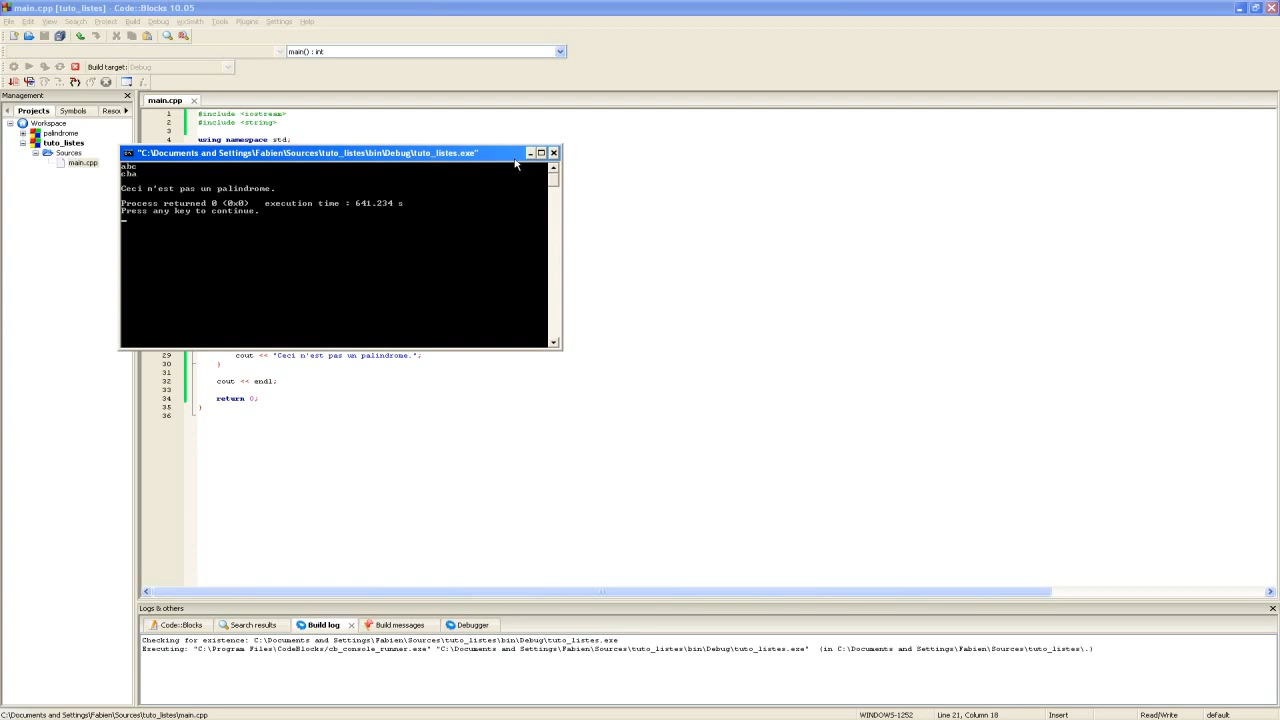 main.cpp [tuto_listes] - Code::Blocks 10.05
File Edit View Search Project Build Debug wxSmith Tools Plugins Settings Help
main() : int
Build target: Debug
Management
Projects Symbols Resou
main.cpp
Workspace
palindrome
tuto_listes
Sources
main.cpp
1 #include <iostream>
2 #include <string>
3
4 using namespace std;
"C:\Documents and Settings\Fabien\Sources\tuto_listes\bin\Debug\tuto_listes.exe"
abc
cba
Ceci n'est pas un palindrome.
Process returned 0 (0x0) execution time : 641.234 s
Press any key to continue.
29 cout << "Ceci n'est pas un palindrome.";
30 }
31
32 cout << endl;
33
34 return 0;
35 }
36
Logs & others
Code::Blocks Search results Build log Build messages Debugger
Checking for existence: C:\Documents and Settings\Fabien\Sources\tuto_listes\bin\Debug\tuto_listes.exe
Executing: "C:\Program Files\CodeBlocks/cb_console_runner.exe" "C:\Documents and Settings\Fabien\Sources\tuto_listes\bin\Debug\tuto_listes.exe" (in C:\Documents and Settings\Fabien\Sources\tuto_listes\.)
C:\Documents and Settings\Fabien\Sources\tuto_listes\main.cpp WINDOWS-1252 Line 21, Column 18 Insert Read/Write default